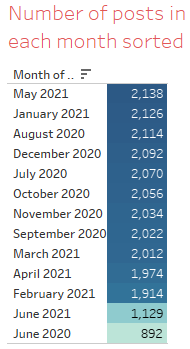 Number of posts in
each month sorted
Month of ..
May 2021 2,138
January 2021 2,126
August 2020 2,114
December 2020 2,092
July 2020 2,070
October 2020 2,056
November 2020 2,034
September 2020 2,022
March 2021 2,012
April 2021 1,974
February 2021 1,914
June 2021 1,129
June 2020 892